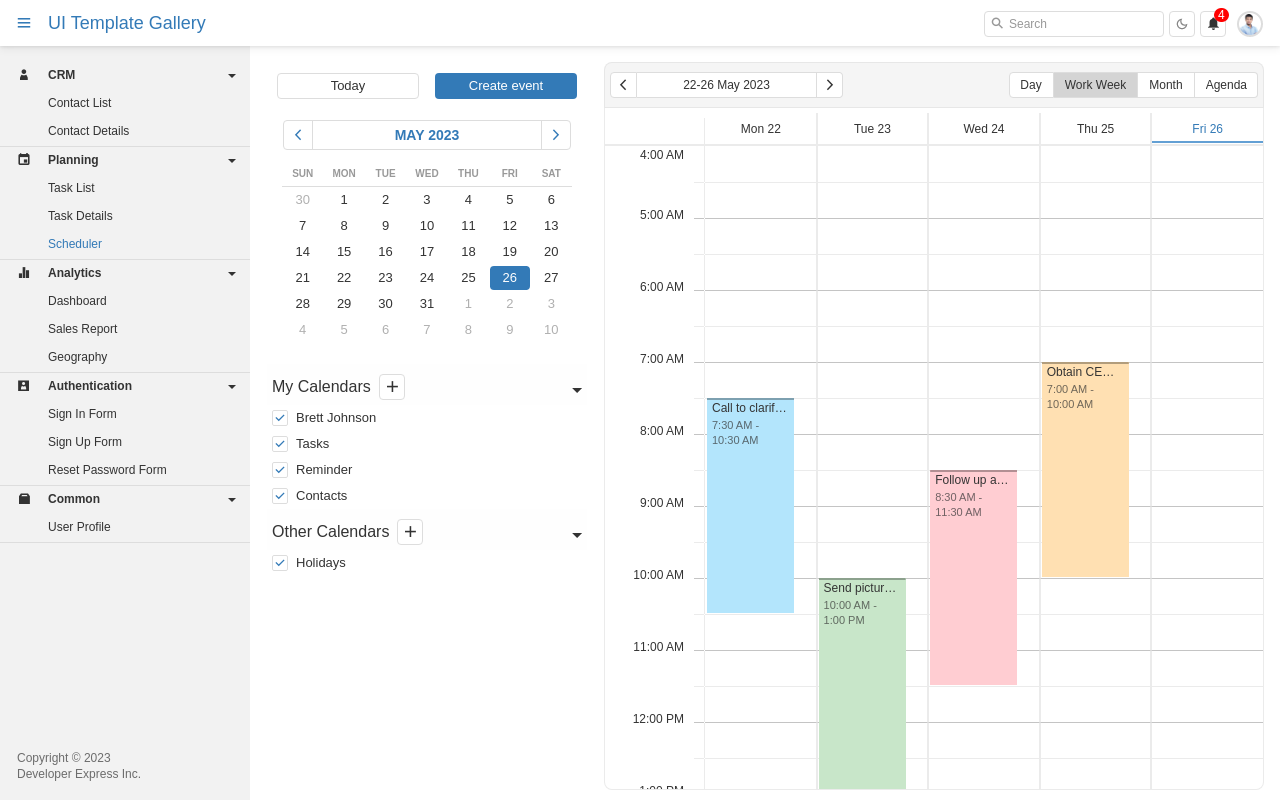 UI Template Gallery
Search
4
CRM
Contact List
Contact Details
Planning
Task List
Task Details
Scheduler
Analytics
Dashboard
Sales Report
Geography
Authentication
Sign In Form
Sign Up Form
Reset Password Form
Common
User Profile
Copyright © 2023
Developer Express Inc.
Today
Create event
MAY 2023
SUN MON TUE WED THU FRI SAT
30 1 2 3 4 5 6
7 8 9 10 11 12 13
14 15 16 17 18 19 20
21 22 23 24 25 26 27
28 29 30 31 1 2 3
4 5 6 7 8 9 10
My Calendars
Brett Johnson
Tasks
Reminder
Contacts
Other Calendars
Holidays
22-26 May 2023
Day Work Week Month Agenda
Mon 22 Tue 23 Wed 24 Thu 25 Fri 26
4:00 AM
5:00 AM
6:00 AM
7:00 AM
8:00 AM
9:00 AM
10:00 AM
11:00 AM
12:00 PM
1:00 PM
Call to clarif…
7:30 AM -
10:30 AM
Send pictur…
10:00 AM -
1:00 PM
Follow up a…
8:30 AM -
11:30 AM
Obtain CE…
7:00 AM -
10:00 AM